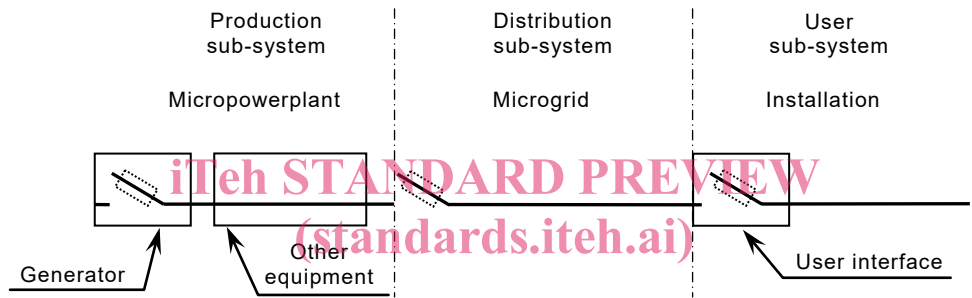 Production
sub-system
Distribution
sub-system
User
sub-system
Micropowerplant
Microgrid
Installation
iTeh STANDARD PREVIEW
(standards.iteh.ai)
Generator
Other
equipment
User interface